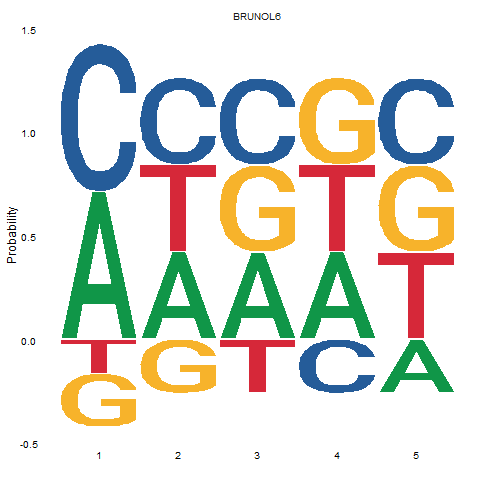 BRUNOL6
1.5
1.0
0.5
0.0
-0.5
Probability
C C C G C
A T G T G
A A A T
T G T C A
G
1 2 3 4 5